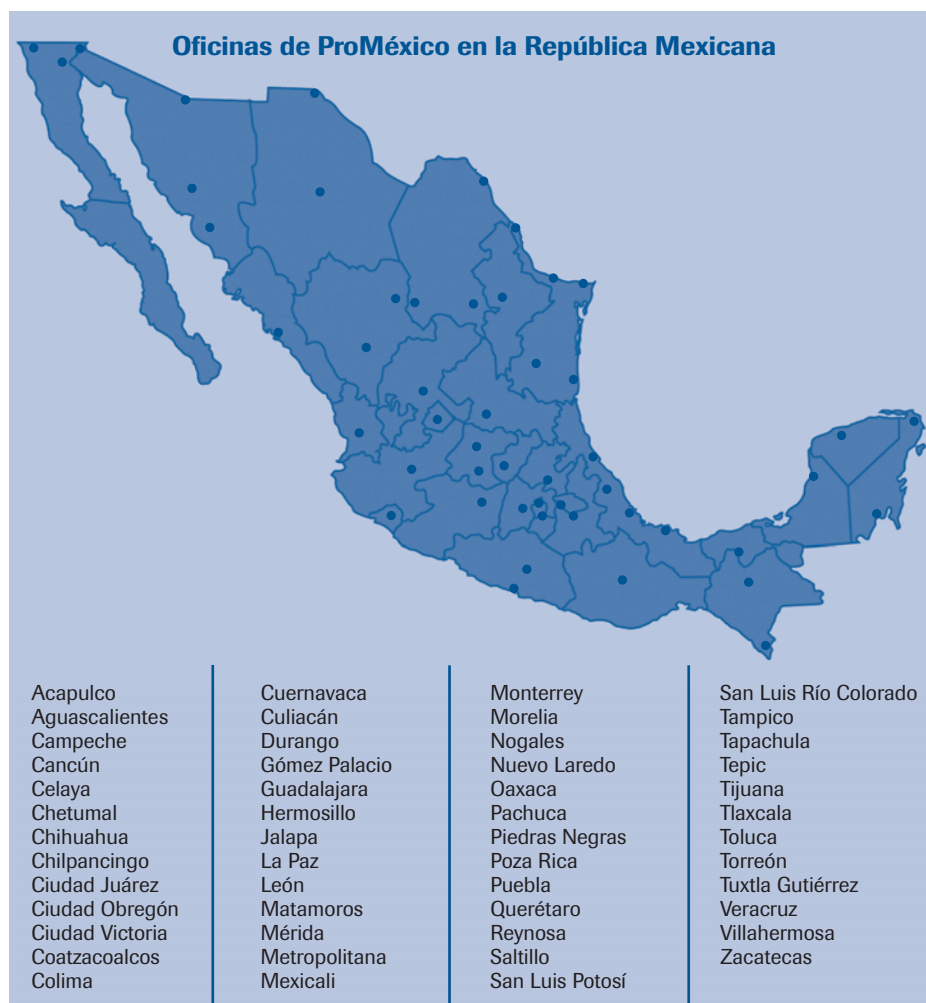 Oficinas de ProMéxico en la República Mexicana
Acapulco
Aguascalientes
Campeche
Cancún
Celaya
Chetumal
Chihuahua
Chilpancingo
Ciudad Juárez
Ciudad Obregón
Ciudad Victoria
Coatzacoalcos
Colima
Cuernavaca
Culiacán
Durango
Gómez Palacio
Guadalajara
Hermosillo
Jalapa
La Paz
León
Matamoros
Mérida
Metropolitana
Mexicali
Monterrey
Morelia
Nogales
Nuevo Laredo
Oaxaca
Pachuca
Piedras Negras
Poza Rica
Puebla
Querétaro
Reynosa
Saltillo
San Luis Potosí
San Luis Río Colorado
Tampico
Tapachula
Tepic
Tijuana
Tlaxcala
Toluca
Torreón
Tuxtla Gutiérrez
Veracruz
Villahermosa
Zacatecas